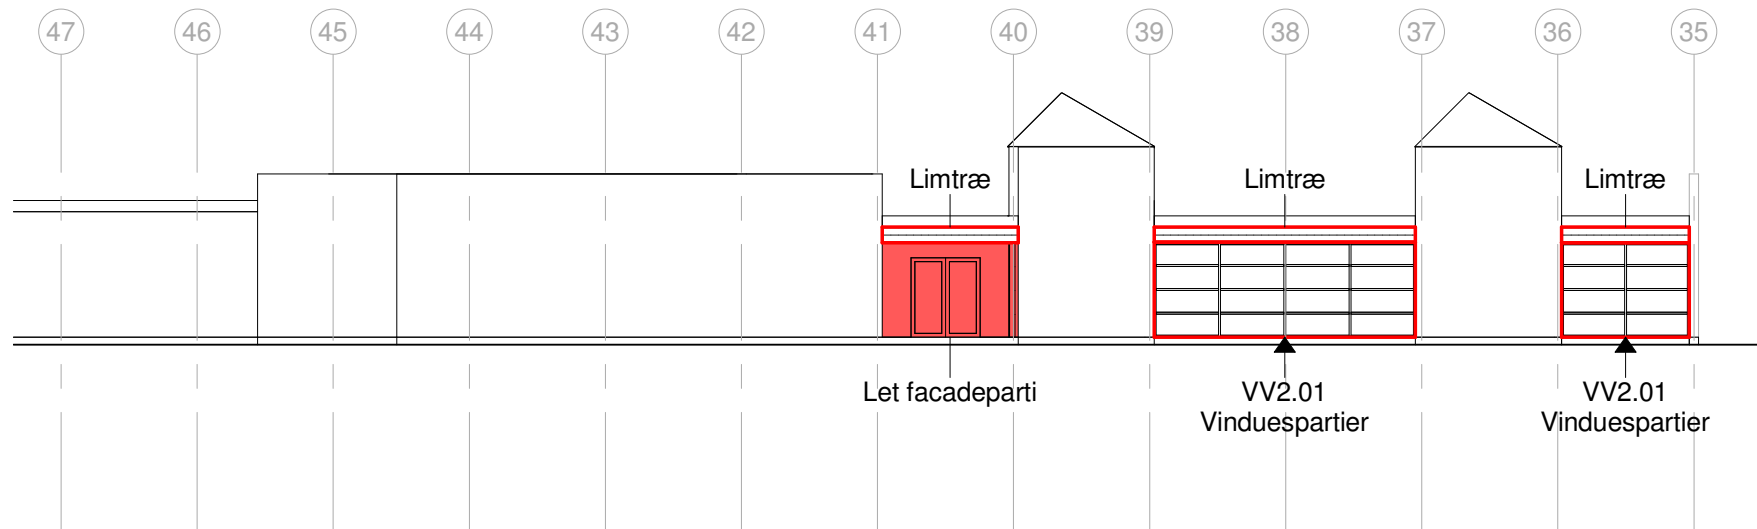 47 46 45 44 43 42 41 40 39 38 37 36 35
Limtræ Limtræ Limtræ
Let facadeparti VV2.01 VV2.01
Vinduespartier Vinduespartier